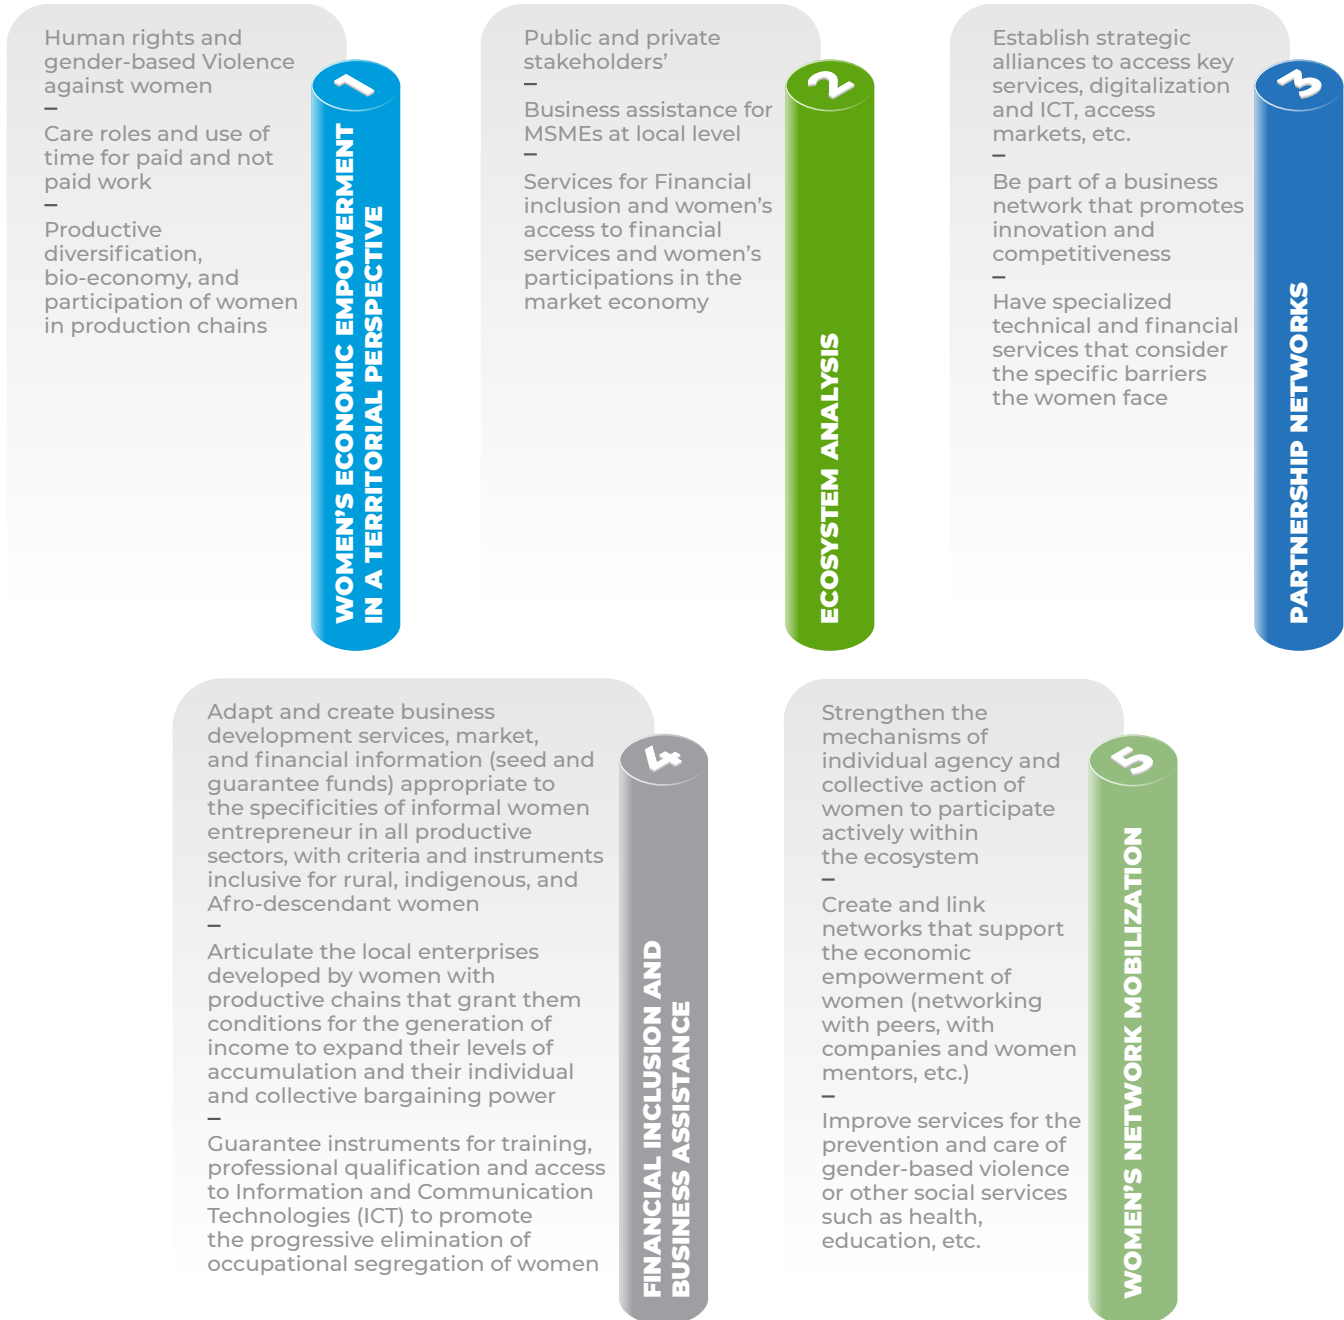 Human rights and
gender-based Violence
against women
–
Care roles and use of
time for paid and not
paid work
–
Productive
diversification,
bio-economy, and
participation of women
in production chains
1
WOMEN'S ECONOMIC EMPOWERMENT
IN A TERRITORIAL PERSPECTIVE
Public and private
stakeholders’
–
Business assistance for
MSMEs at local level
–
Services for Financial
inclusion and women’s
access to financial
services and women’s
participations in the
market economy
2
ECOSYSTEM ANALYSIS
Establish strategic
alliances to access key
services, digitalization
and ICT, access
markets, etc.
–
Be part of a business
network that promotes
innovation and
competitiveness
–
Have specialized
technical and financial
services that consider
the specific barriers
the women face
3
PARTNERSHIP NETWORKS
Adapt and create business
development services, market,
and financial information (seed and
guarantee funds) appropriate to
the specificities of informal women
entrepreneur in all productive
sectors, with criteria and instruments
inclusive for rural, indigenous, and
Afro-descendant women
–
Articulate the local enterprises
developed by women with
productive chains that grant them
conditions for the generation of
income to expand their levels of
accumulation and their individual
and collective bargaining power
–
Guarantee instruments for training,
professional qualification and access
to Information and Communication
Technologies (ICT) to promote
the progressive elimination of
occupational segregation of women
4
FINANCIAL INCLUSION AND
BUSINESS ASSISTANCE
Strengthen the
mechanisms of
individual agency and
collective action of
women to participate
actively within
the ecosystem
–
Create and link
networks that support
the economic
empowerment of
women (networking
with peers, with
companies and women
mentors, etc.)
–
Improve services for the
prevention and care of
gender-based violence
or other social services
such as health,
education, etc.
5
WOMEN'S NETWORK MOBILIZATION